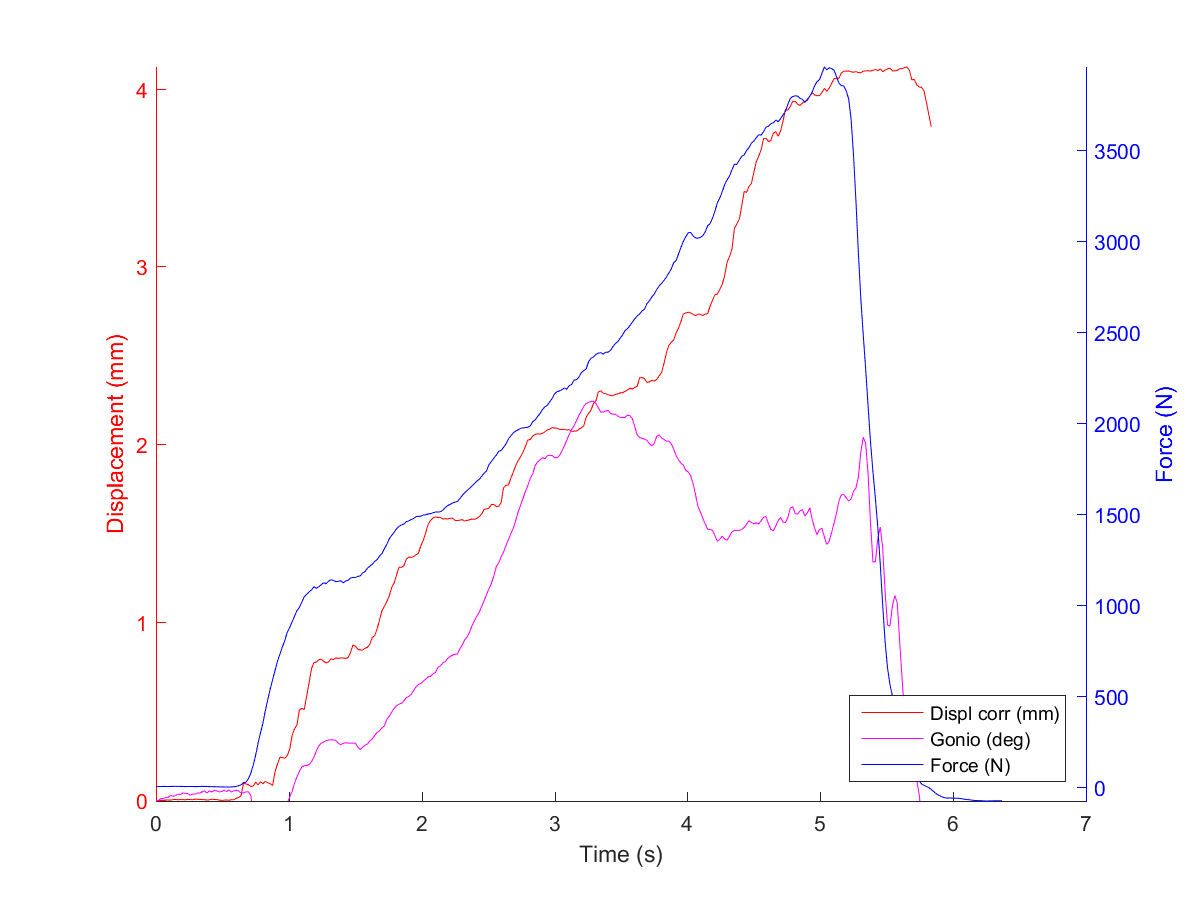 4
3
2
1
0
Displacement (mm)
3500
3000
2500
2000
1500
1000
500
0
Force (N)
Displ corr (mm)
Gonio (deg)
Force (N)
0 1 2 3 4 5 6 7
Time (s)